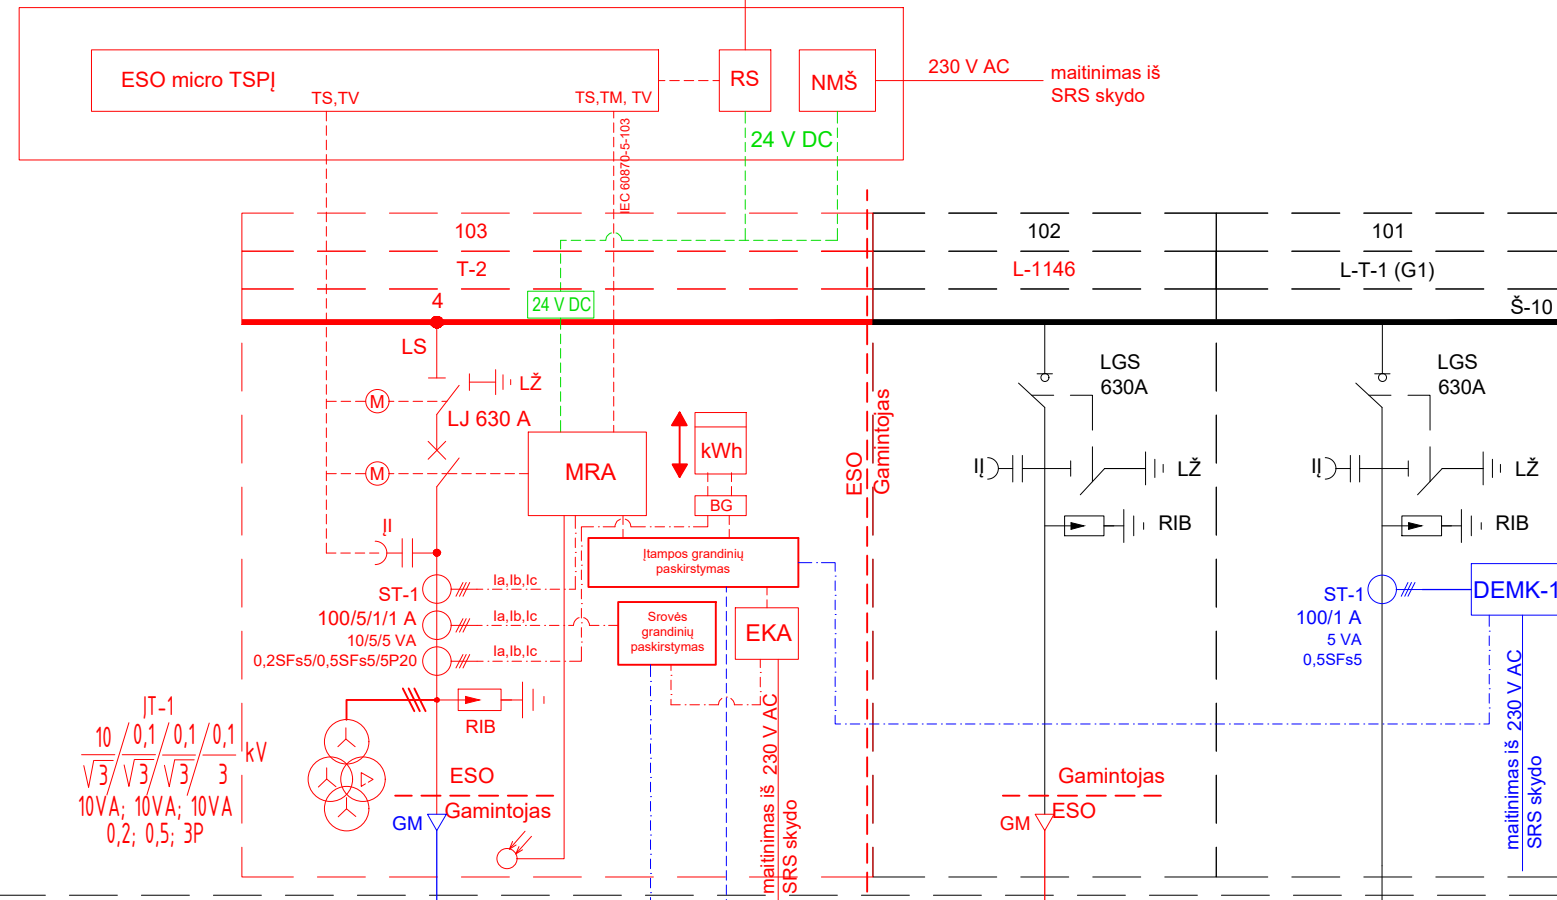 ESO micro TSPĮ
TS,TV
TS,TM, TV
RS
NMŠ
230 V AC
maitinimas iš
SRS skydo
24 V DC
IEC 60870-5-103
103
102
101
T-2
L-1146
L-T-1 (G1)
4
24 V DC
Š-10
LS
LŽ
LJ 630 A
M
M
MRA
kWh
BG
ESO
Gamintojas
LGS
630A
LGS
630A
ĮĮ
LŽ
ĮĮ
LŽ
RIB
RIB
ĮĮ
Įtampos grandinių
paskirstymas
ST-1
100/5/1/1 A
10/5/5 VA
0,2SFs5/0,5SFs5/5P20
Ia,Ib,Ic
Ia,Ib,Ic
Ia,Ib,Ic
Srovės
grandinių
paskirstymas
EKA
ST-1
100/1 A
5 VA
0,5SFs5
DEMK-1
RIB
ĮT-1
10/√3 / 0,1/√3 / 0,1/√3 / 0,1/3 kV
10VA; 10VA; 10VA
0,2; 0,5; 3P
ESO
Gamintojas
GM
maitinimas iš 230 V AC
SRS skydo
Gamintojas
ESO
GM
maitinimas iš 230 V AC
SRS skydo